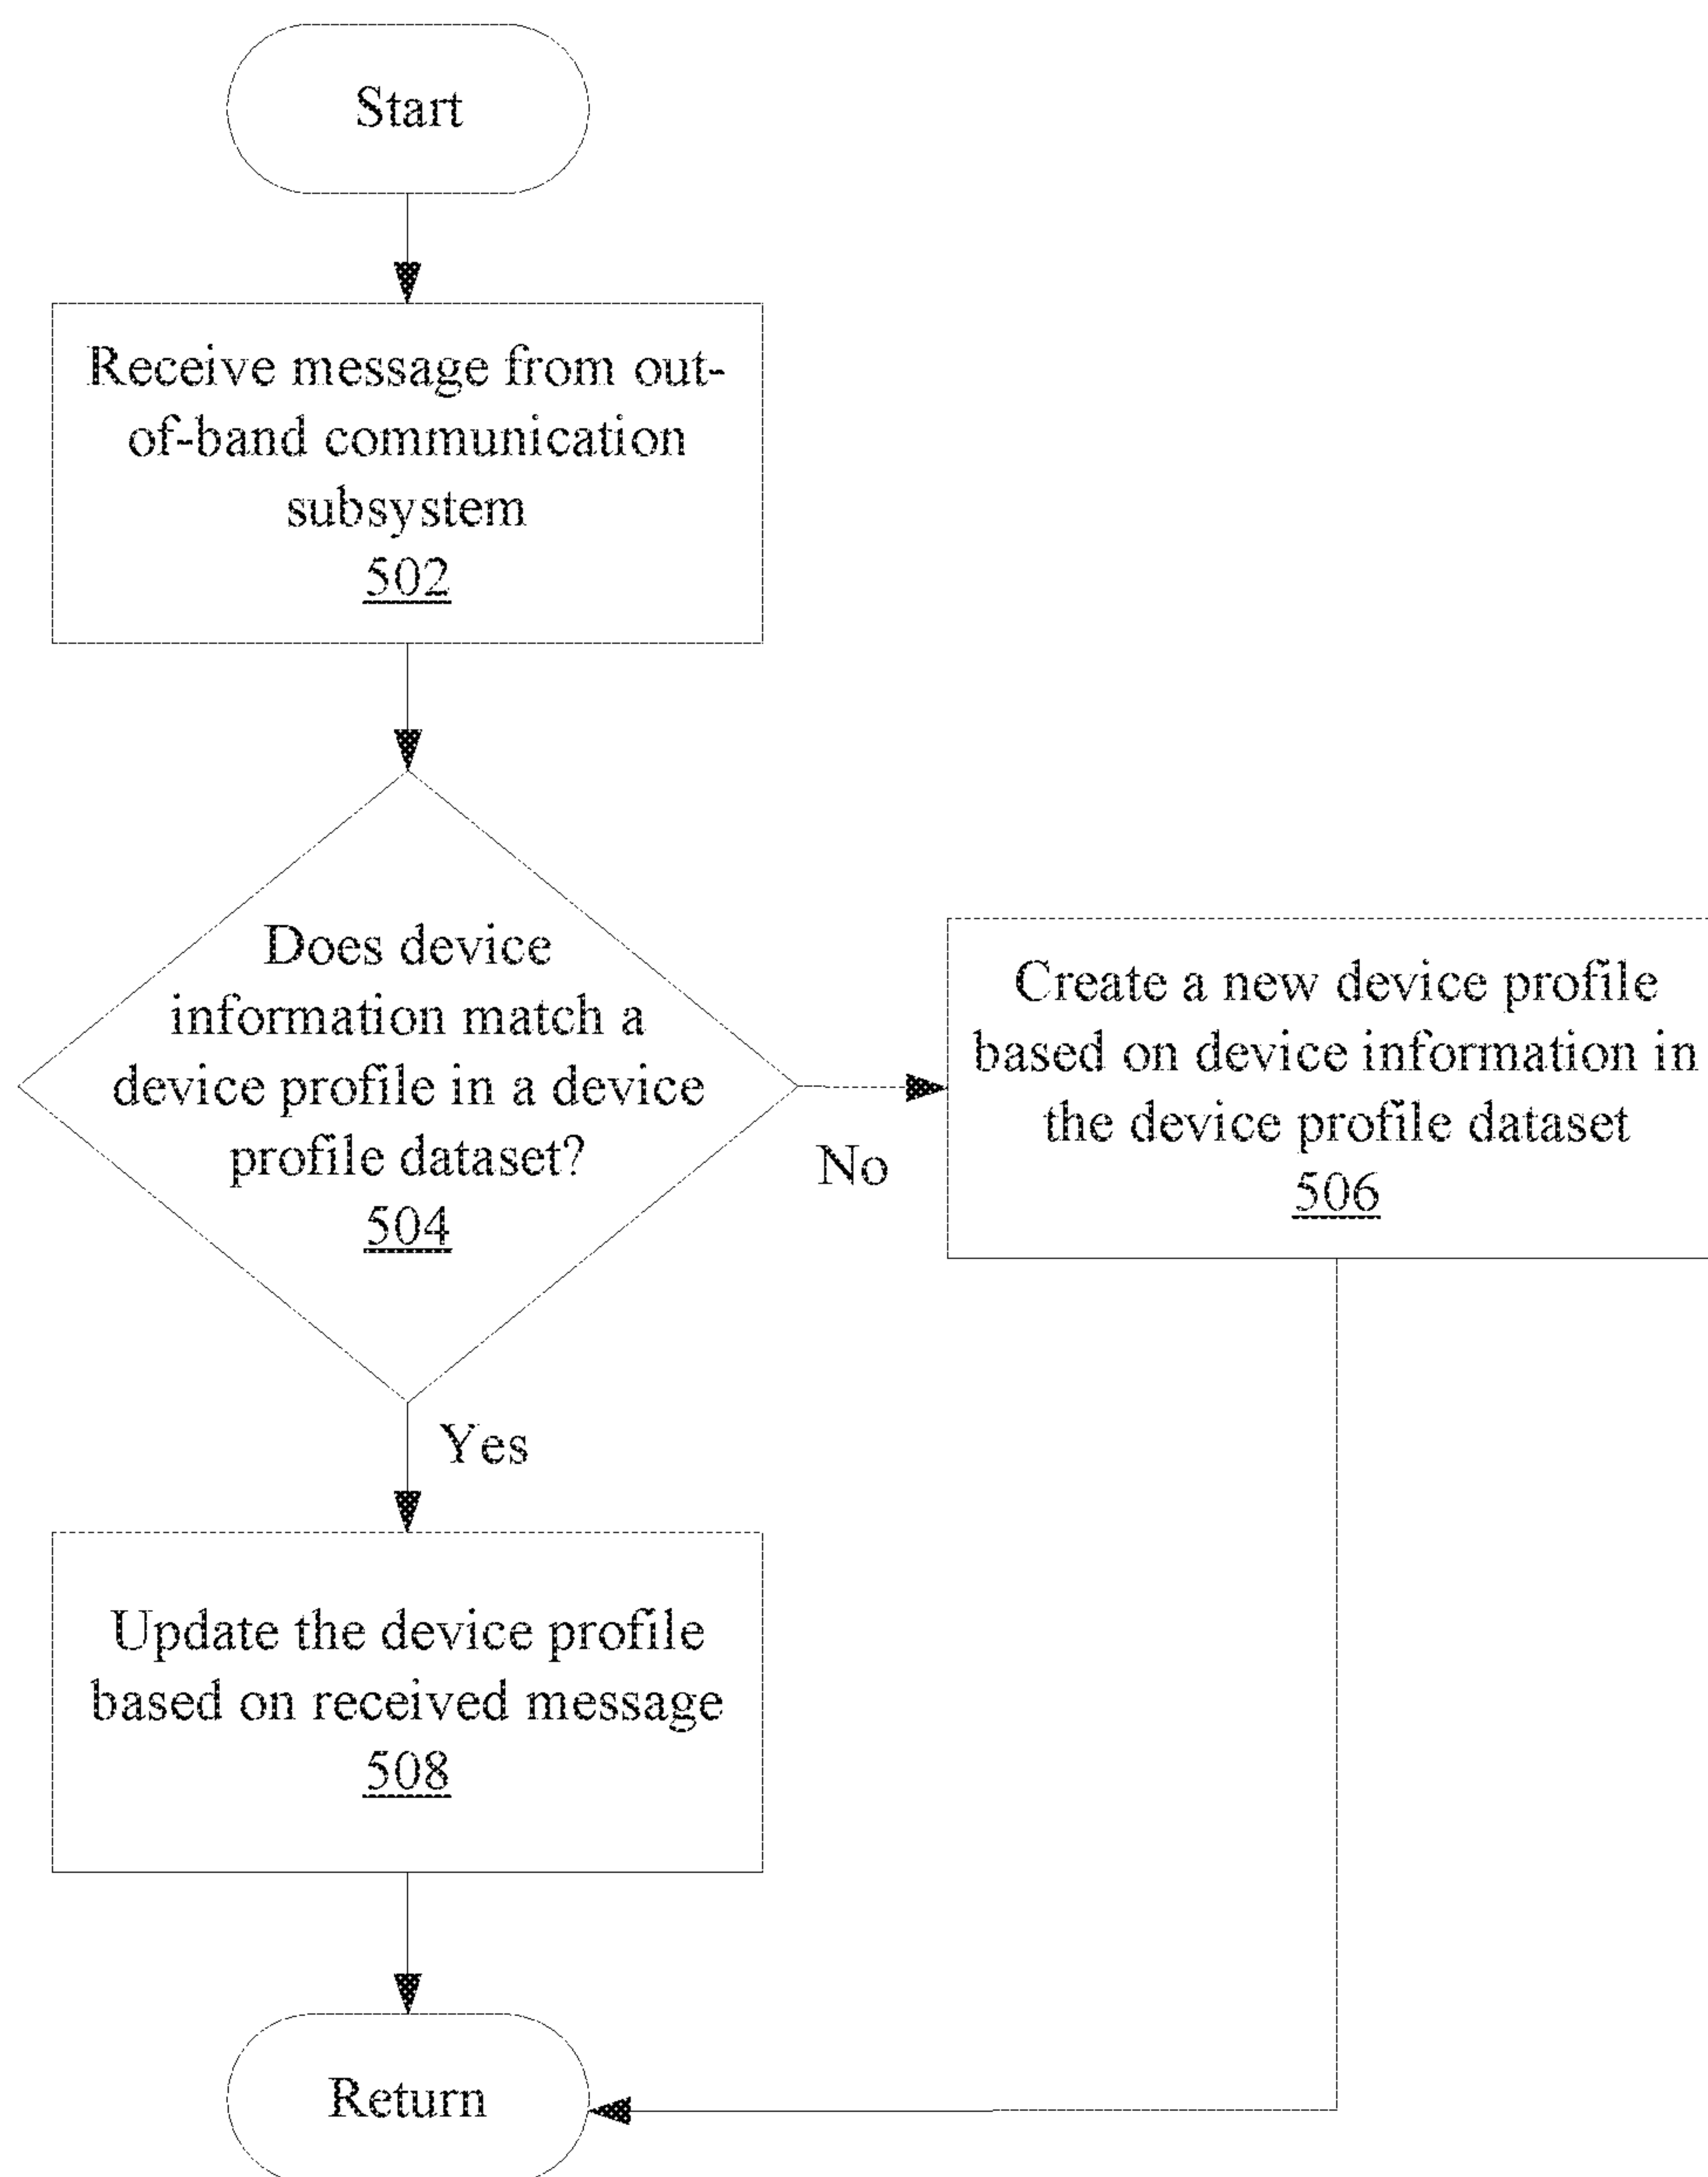 Start
Receive message from out-
of-band communication
subsystem
502
Does device
information match a
device profile in a device
profile dataset?
504
No
Create a new device profile
based on device information in
the device profile dataset
506
Yes
Update the device profile
based on received message
508
Return